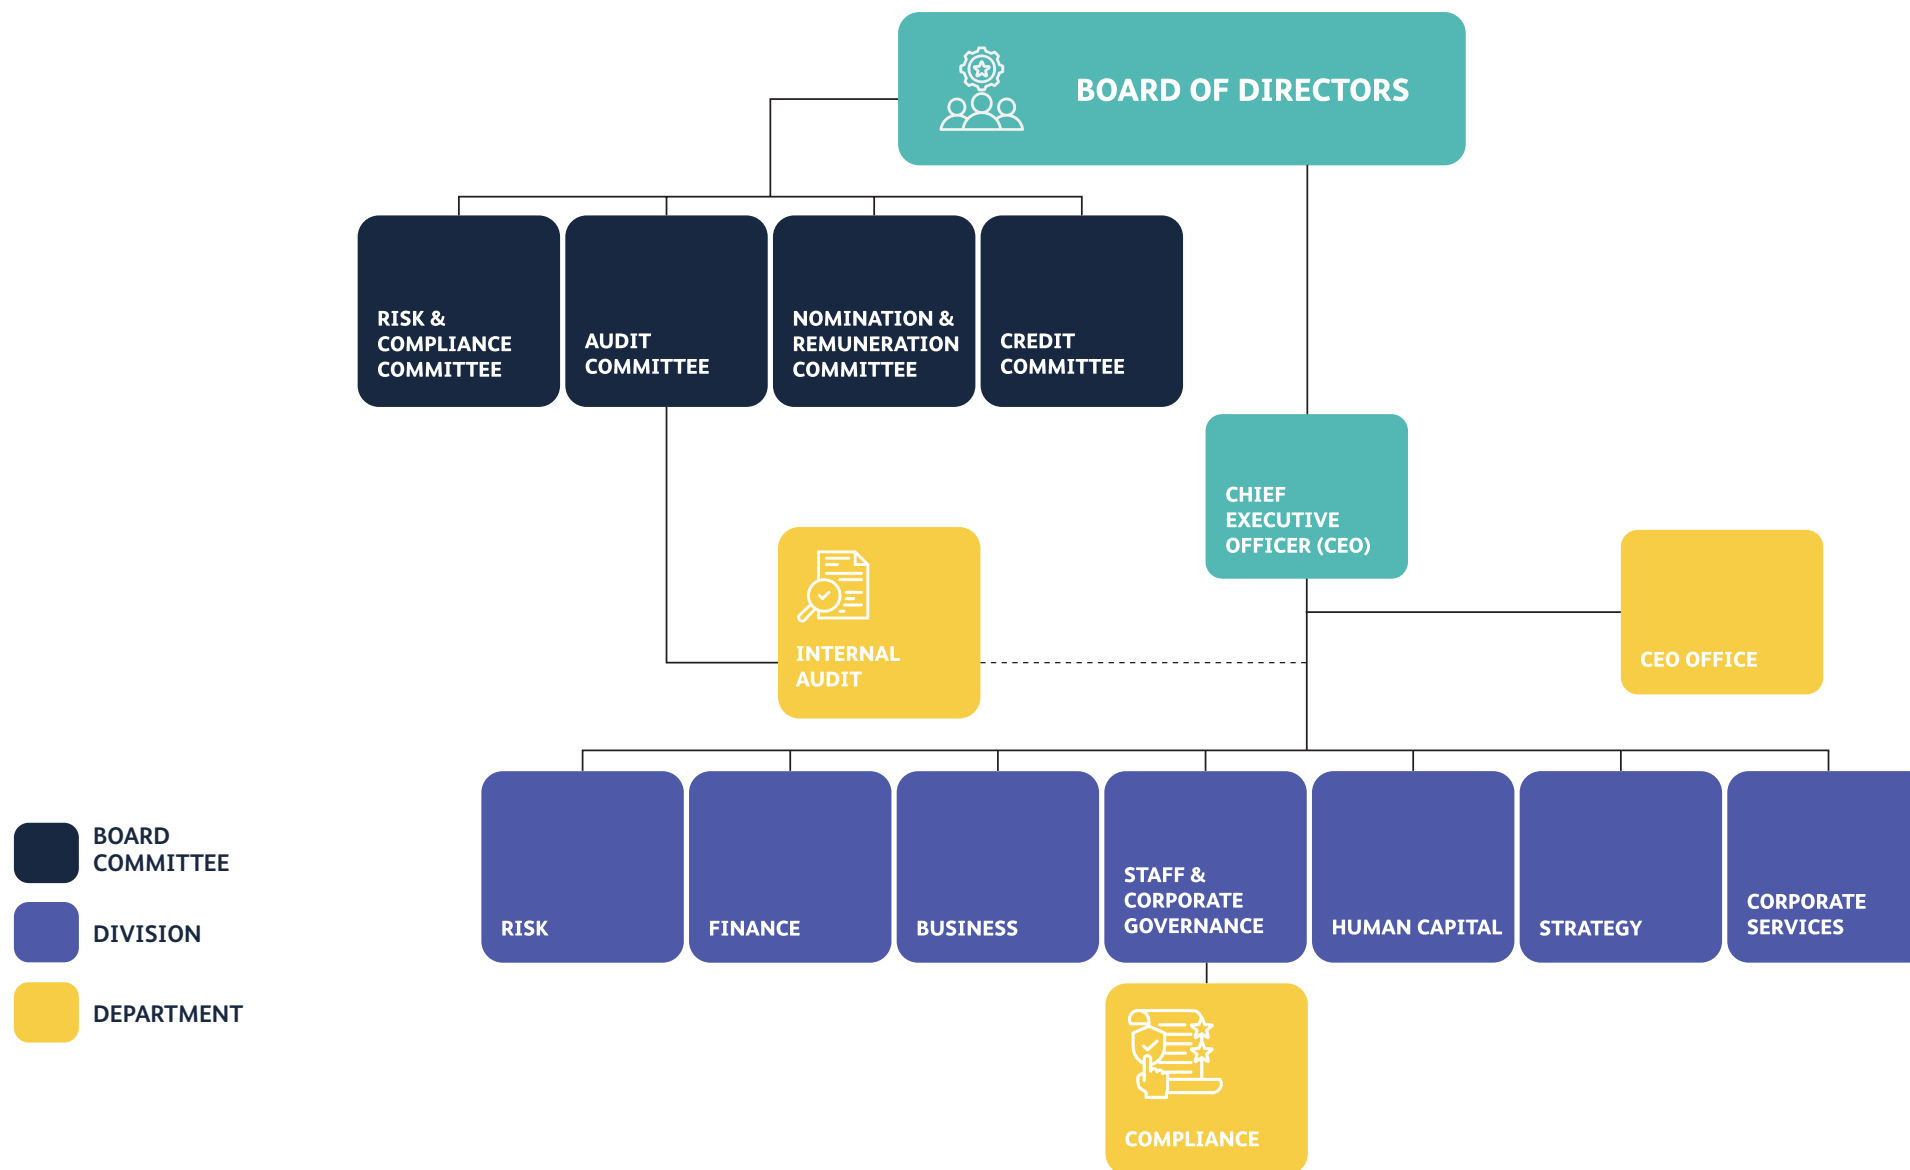 BOARD OF DIRECTORS
RISK &
COMPLIANCE
COMMITTEE
AUDIT
COMMITTEE
NOMINATION &
REMUNERATION
COMMITTEE
CREDIT
COMMITTEE
CHIEF
EXECUTIVE
OFFICER (CEO)
INTERNAL
AUDIT
CEO OFFICE
RISK
FINANCE
BUSINESS
STAFF &
CORPORATE
GOVERNANCE
HUMAN CAPITAL
STRATEGY
CORPORATE
SERVICES
COMPLIANCE
BOARD
COMMITTEE
DIVISION
DEPARTMENT